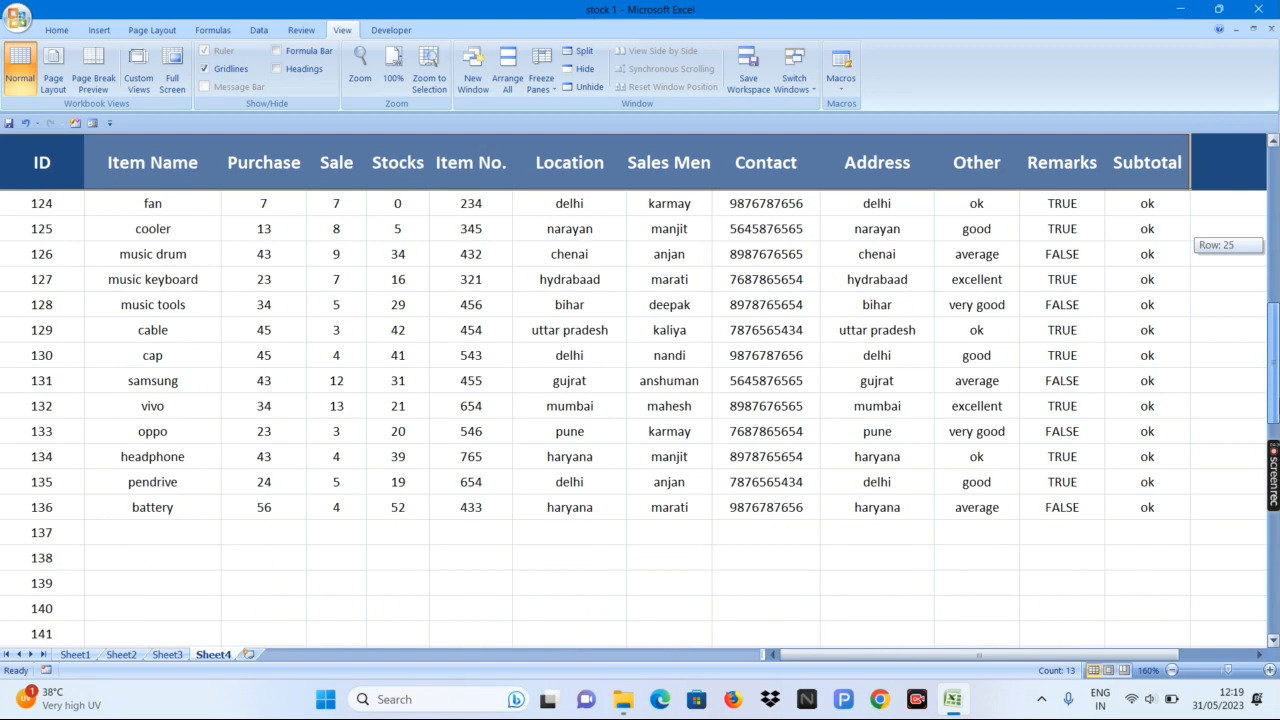 stock 1 - Microsoft Excel
Home Insert Page Layout Formulas Data Review View Developer
Normal Page Layout Page Break Preview Custom Views Full Screen
Workbook Views
Ruler Formula Bar
Gridlines Headings
Message Bar
Show/Hide
Zoom 100% Zoom to Selection
Zoom
New Window Arrange All Freeze Panes
Split
Hide
Unhide
View Side by Side
Synchronous Scrolling
Reset Window Position
Window
Save Workspace Switch Windows
Macros
Macros
ID Item Name Purchase Sale Stocks Item No. Location Sales Men Contact Address Other Remarks Subtotal
124 fan 7 7 0 234 delhi karmay 9876787656 delhi ok TRUE ok
125 cooler 13 8 5 345 narayan manjit 5645876565 narayan good TRUE ok
Row: 25
126 music drum 43 9 34 432 chenai anjan 8987676565 chenai average FALSE ok
127 music keyboard 23 7 16 321 hydrabaad marati 7687865654 hydrabaad excellent TRUE ok
128 music tools 34 5 29 456 bihar deepak 8978765654 bihar very good FALSE ok
129 cable 45 3 42 454 uttar pradesh kaliya 7876565434 uttar pradesh ok TRUE ok
130 cap 45 4 41 543 delhi nandi 9876787656 delhi good TRUE ok
131 samsung 43 12 31 455 gujrat anshuman 5645876565 gujrat average FALSE ok
132 vivo 34 13 21 654 mumbai mahesh 8987676565 mumbai excellent TRUE ok
133 oppo 23 3 20 546 pune karmay 7687865654 pune very good FALSE ok
134 headphone 43 4 39 765 haryana manjit 8978765654 haryana ok TRUE ok
135 pendrive 24 5 19 654 delhi anjan 7876565434 delhi good TRUE ok
136 battery 56 4 52 433 haryana marati 9876787656 haryana average FALSE ok
137
138
139
140
141
screen rec
Sheet1 Sheet2 Sheet3 Sheet4
Ready Count: 13 160%
38°C
Very high UV
Search
ENG
IN
12:19
31/05/2023